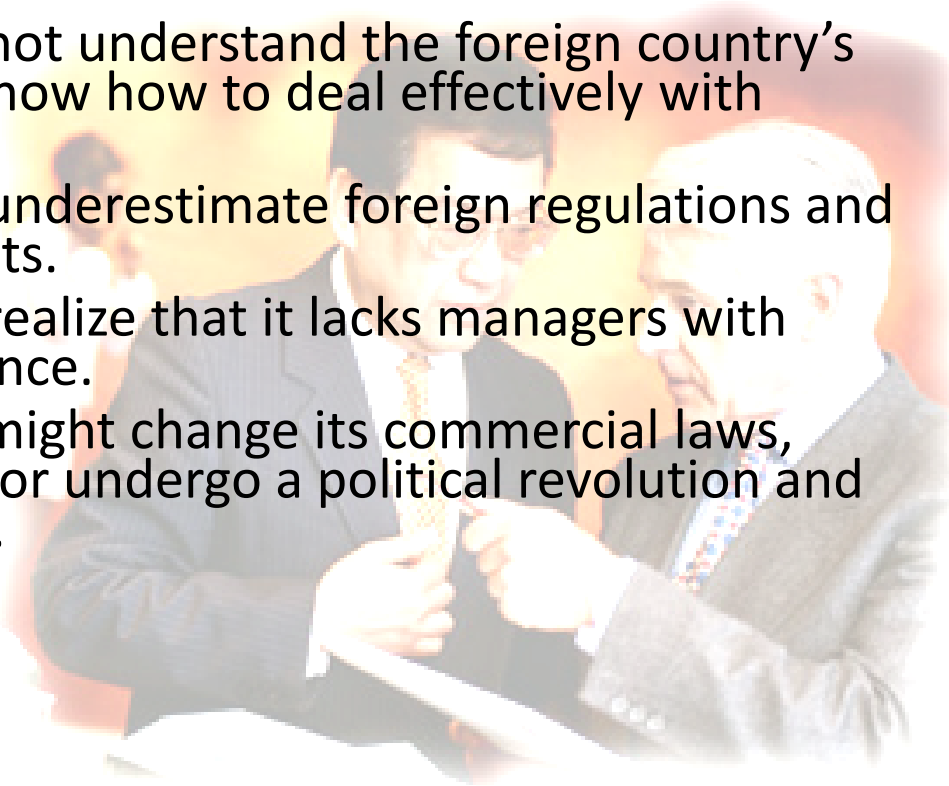 not understand the foreign country’s
now how to deal effectively with
underestimate foreign regulations and
ts.
realize that it lacks managers with
nce.
might change its commercial laws,
or undergo a political revolution and
.